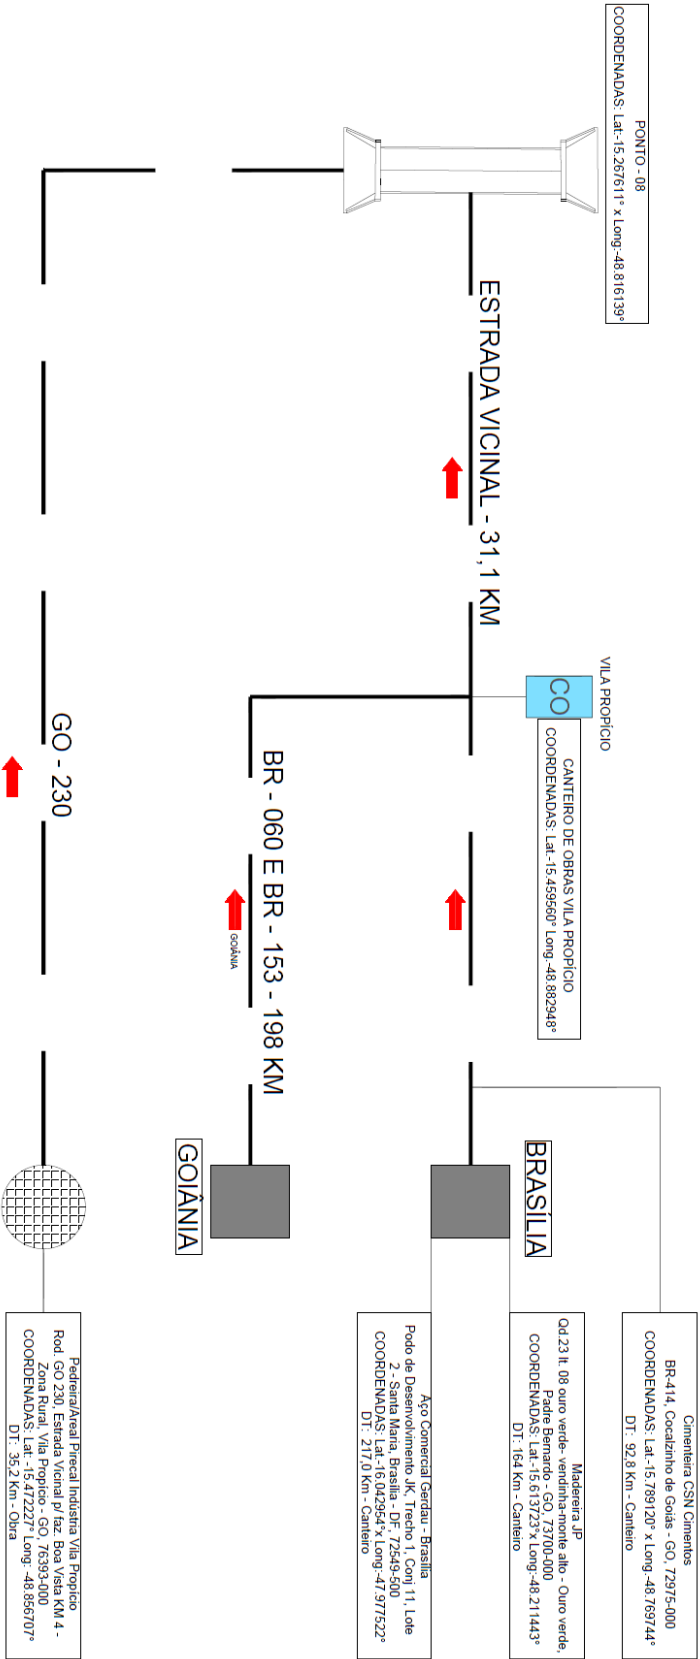 PONTO - 08
COORDENADAS: Lat:-15.267611° x Long:-48.816139°
ESTRADA VICINAL - 31,1 KM
VILA PROPÍCIO
CO
CANTEIRO DE OBRAS VILA PROPÍCIO
COORDENADAS: Lat:-15.459560° Long:-48.882948°
BR - 060 E BR - 153 - 198 KM
GOIÂNIA
GO - 230
BRASÍLIA
GOIÂNIA
Cimenteira CSN Cimentos
BR-414, Cocalzinho de Goiás - GO, 72975-000
COORDENADAS: Lat:-15.789120° x Long:-48.769744°
DT: 92,8 Km - Canteiro
Madereira JP
Qd.23 lt. 08 ouro verde- vendinha-monte alto - Ouro verde,
Padre Bernardo - GO, 73700-000
COORDENADAS: Lat:-15.613723°x Long:-48.211443°
DT: 164 Km - Canteiro
Aço Comercial Gerdau - Brasília
Podo de Desenvolvimento JK, Trecho 1, Conj 11, Lote
2 - Santa Maria, Brasília - DF, 72549-500
COORDENADAS: Lat:-16.042954°x Long:-47.977522°
DT: 217,0 Km - Canteiro
Pedreira/Areal Pirecal Indústria Vila Propício
Rod. GO 230, Estrada Vicinal p/ faz. Boa Vista KM 4 -
Zona Rural, Vila Propício - GO, 76393-000
COORDENADAS: Lat:-15.472227° Long:-48.856707°
DT: 35,2 Km - Obra